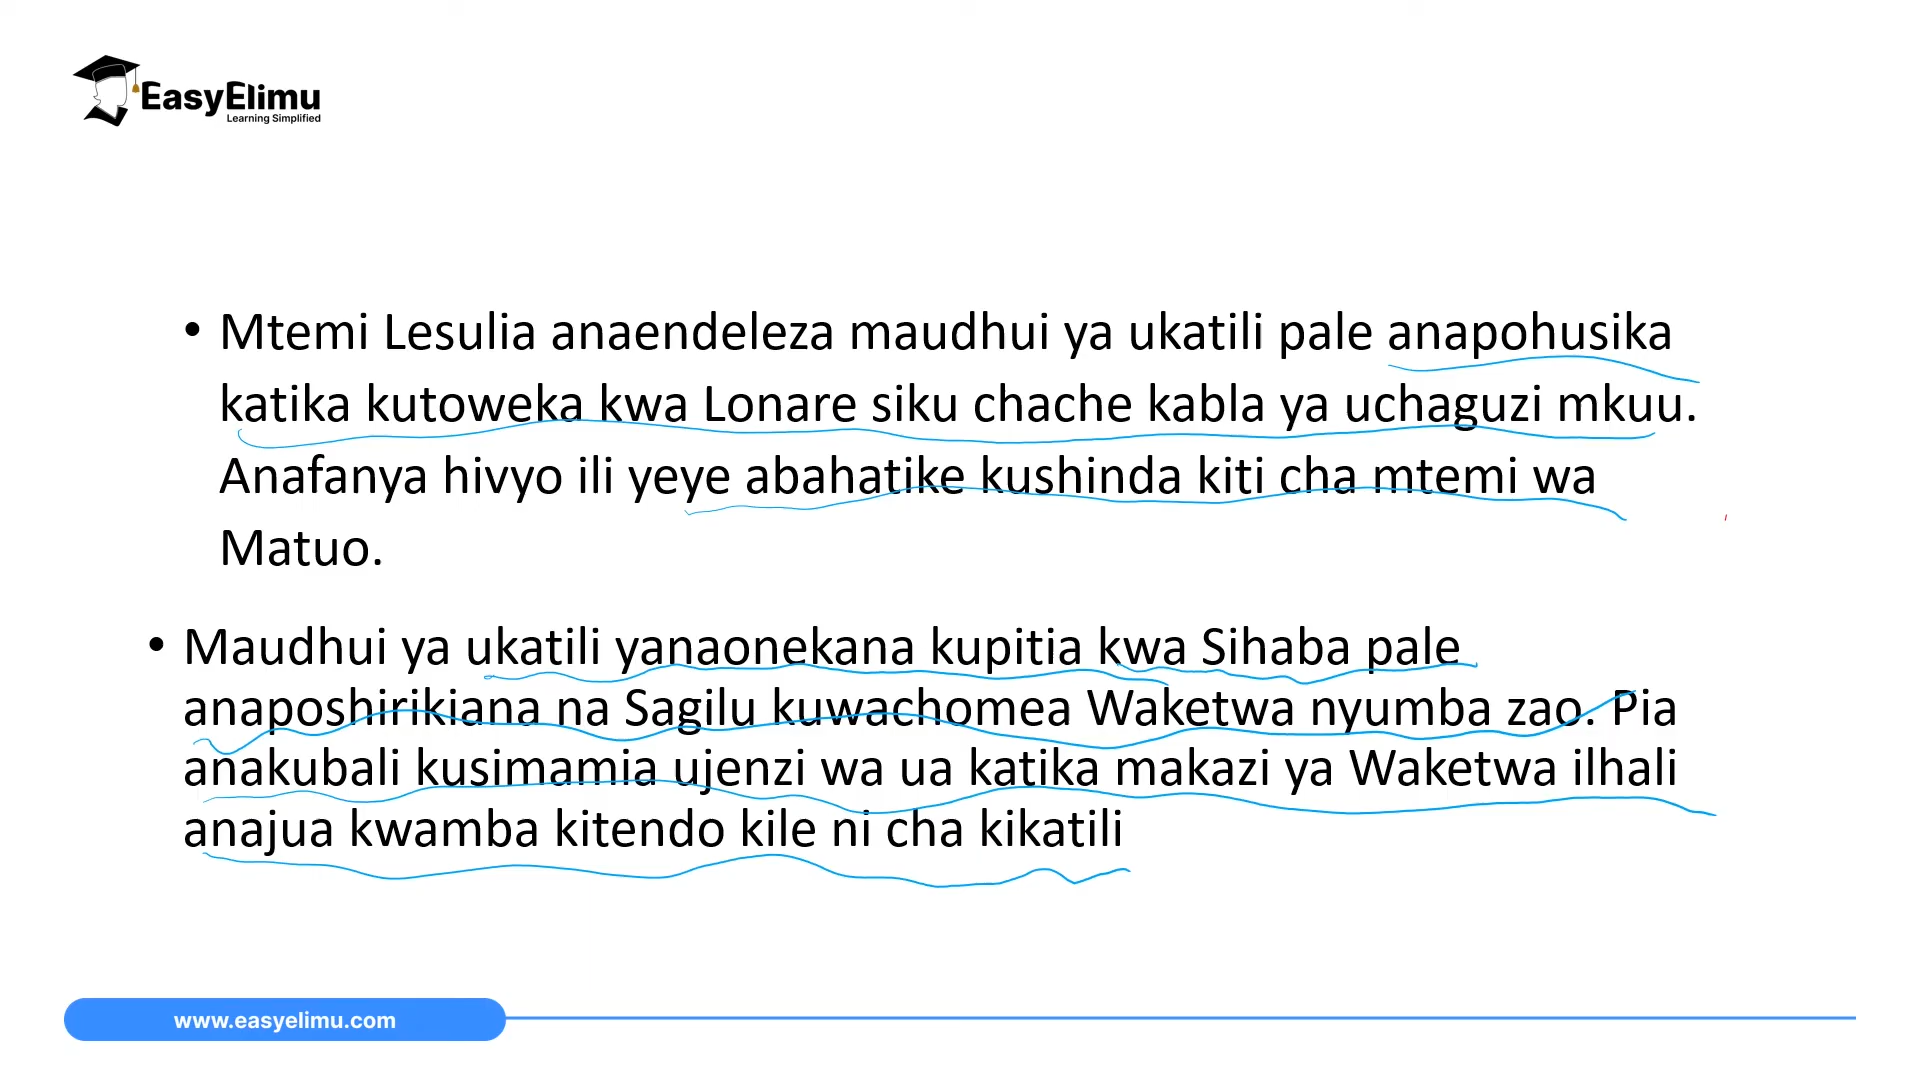 EasyElimu
Learning Simplified
• Mtemi Lesulia anaendeleza maudhui ya ukatili pale anapohusika
katika kutoweka kwa Lonare siku chache kabla ya uchaguzi mkuu.
Anafanya hivyo ili yeye abahatike kushinda kiti cha mtemi wa
Matuo.
• Maudhui ya ukatili yanaonekana kupitia kwa Sihaba pale
anaposhirikiana na Sagilu kuwachomea Waketwa nyumba zao. Pia
anakubali kusimamia ujenzi wa ua katika makazi ya Waketwa ilhali
anajua kwamba kitendo kile ni cha kikatili
www.easyelimu.com